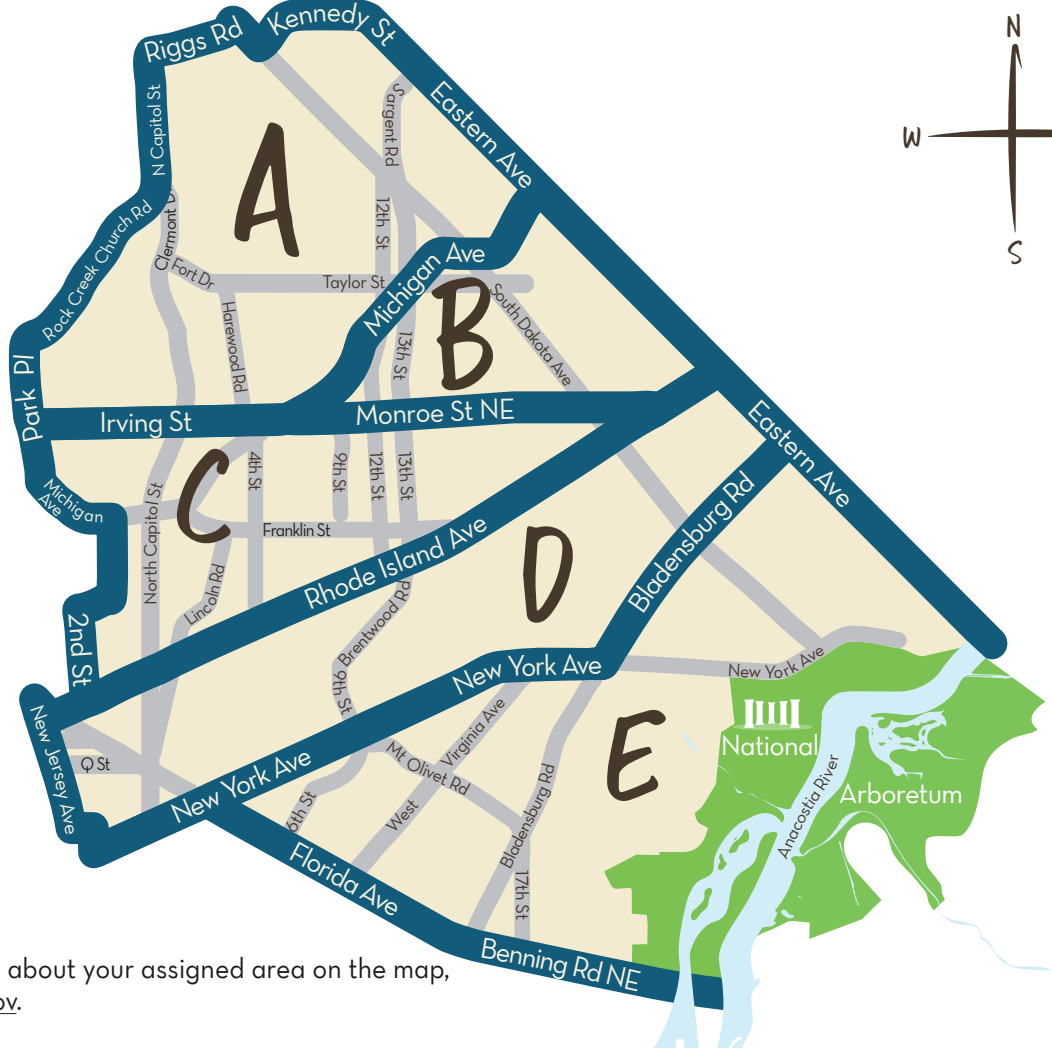 N
W
S
Riggs Rd
Kennedy St
Eastern Ave
N Capitol St
Sargent Rd
A
12th St
Rock Creek Church Rd
Clermont D
Fort Dr
Taylor St
Michigan Ave
South Dakota Ave
Harewood Rd
13th St
B
Park Pl
Irving St
Monroe St NE
Eastern Ave
Michigan
Ave
C
4th St
9th St
12th St
13th St
North Capitol St
Franklin St
Rhode Island Ave
D
Bladensburg Rd
Lincoln Rd
Brentwood Rd
2nd St
9th St
New York Ave
New York Ave
New Jersey Ave
Q St
Mt Olivet Rd
West Virginia Ave
E
National
Arboretum
Anacostia River
New York Ave
6th St
Bladensburg Rd
17th St
Florida Ave
Benning Rd NE
about your assigned area on the map,
ov.